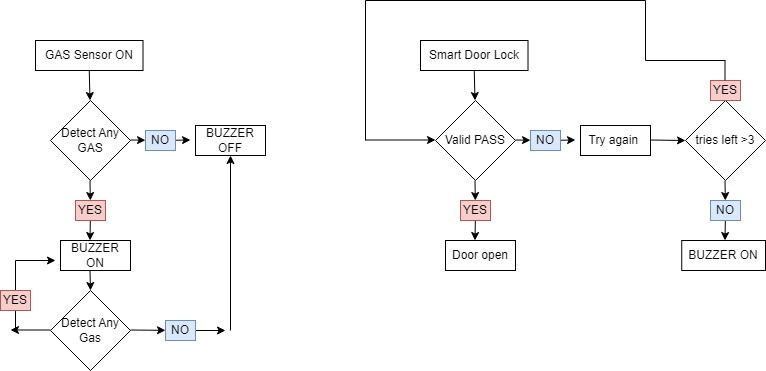 GAS Sensor ON
Detect Any
GAS
NO
BUZZER
OFF
YES
BUZZER
ON
YES
Detect Any
Gas
NO
Smart Door Lock
Valid PASS
NO
Try again
tries left >3
YES
YES
Door open
NO
BUZZER ON